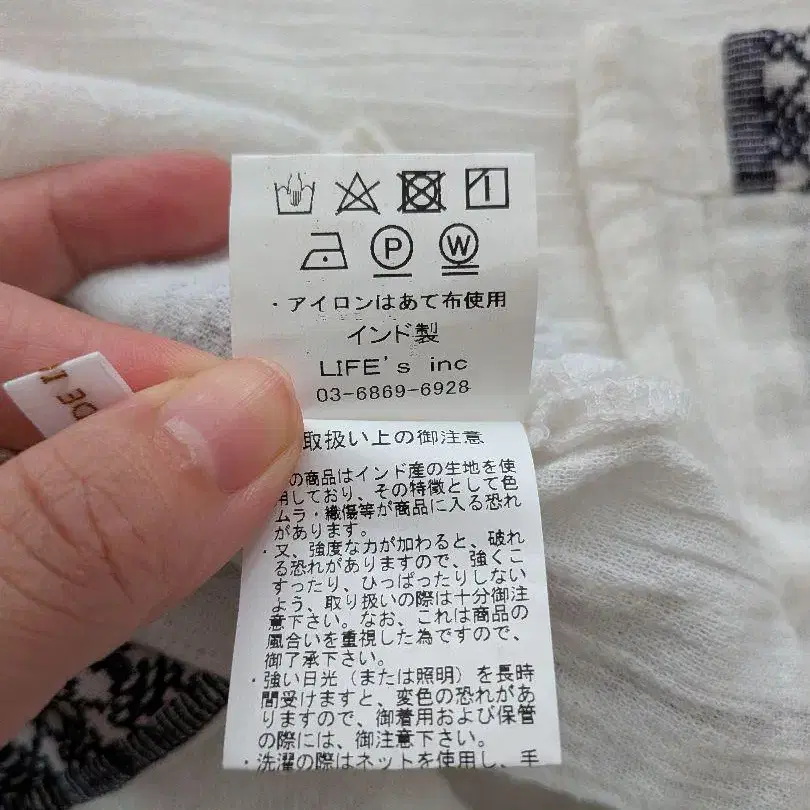 P W
・アイロンはあて布使用
インド製
LIFE's inc
03-6869-6928
取扱い上の御注意
の商品はインド産の生地を使
用しており、その特徴として色
ムラ・織傷等が商品に入る恐れ
があります。
・又、強度な力が加わると、破れ
る恐れがありますので、強くこ
すったり、ひっぱったりしない
よう、取り扱いの際は十分御注
意下さい。なお、これは商品の
風合いを重視した為ですので、
御了承下さい。
・強い日光（または照明）を長時
間受けますと、変色の恐れがあ
りますので、御着用および保管
の際には、御注意下さい。
・洗濯の際はネットを使用し、手